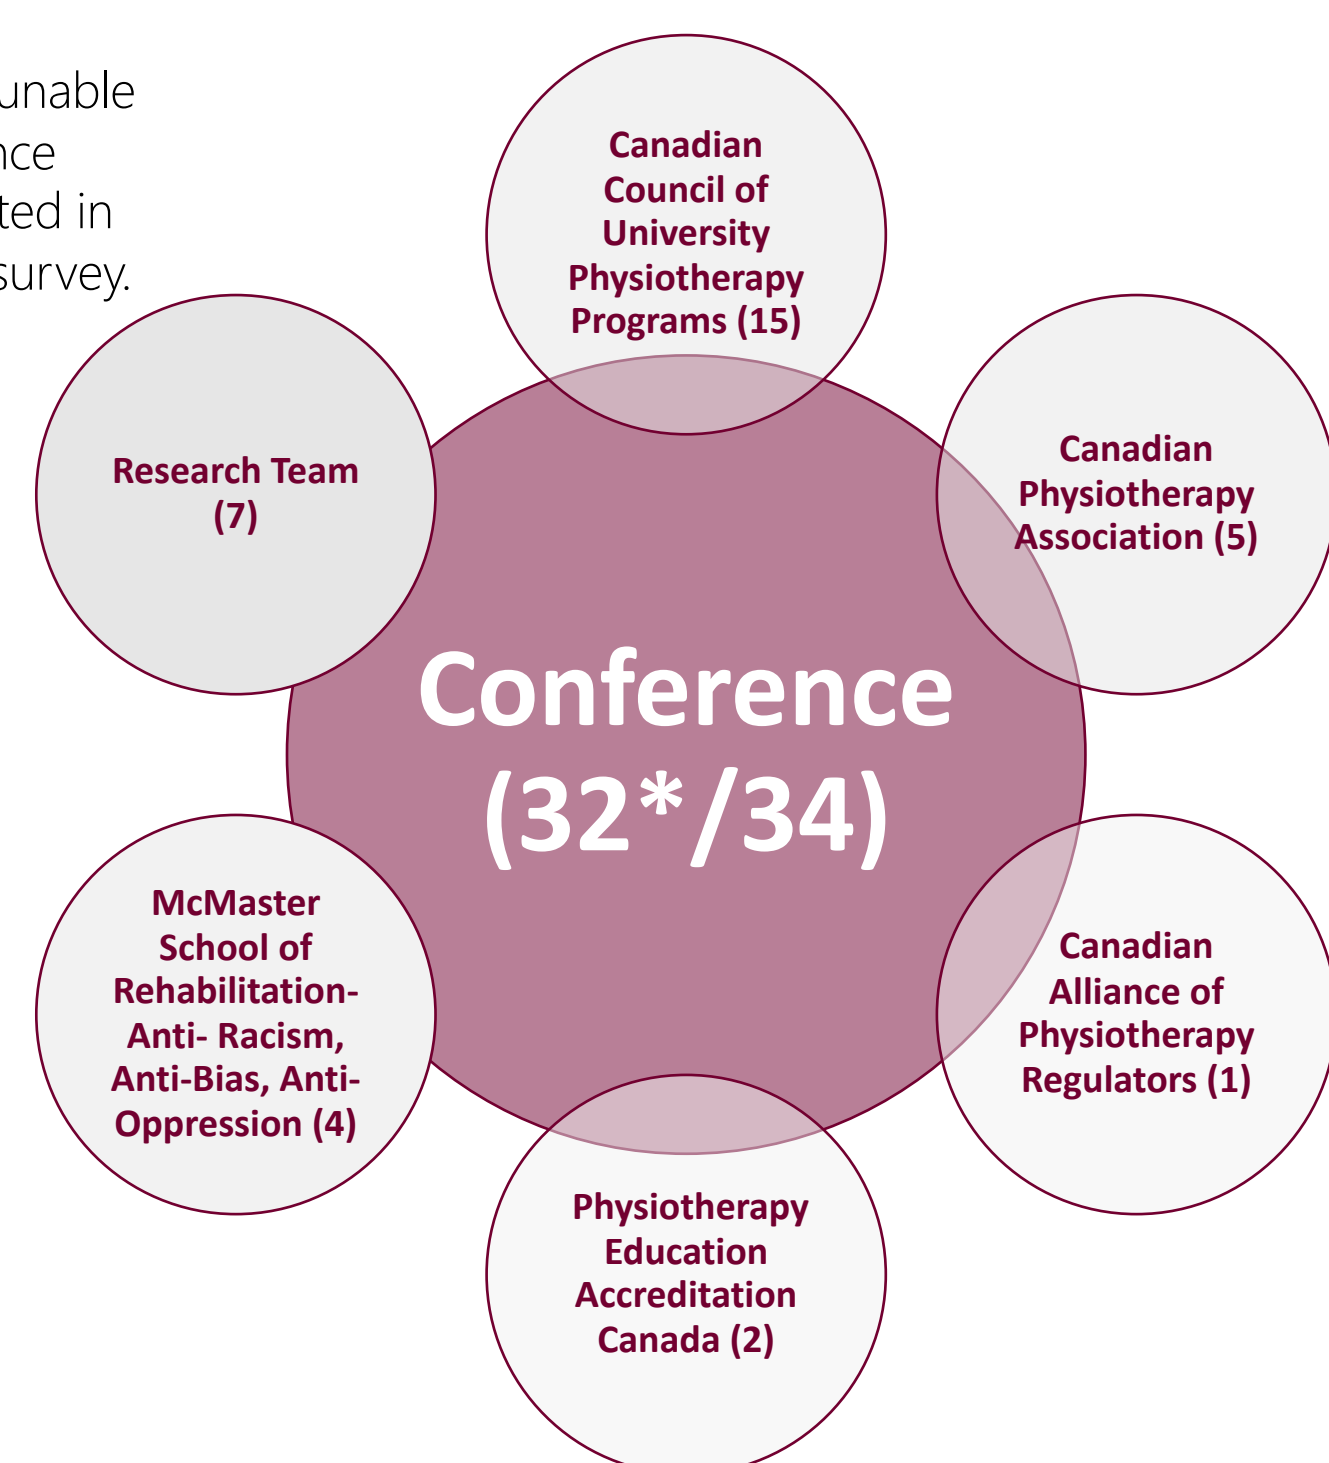 unable
nce
ted in
survey.
Canadian
Council of
University
Physiotherapy
Programs (15)
Canadian
Physiotherapy
Association (5)
Research Team
(7)
Conference
(32*/34)
McMaster
School of
Rehabilitation-
Anti- Racism,
Anti-Bias, Anti-
Oppression (4)
Canadian
Alliance of
Physiotherapy
Regulators (1)
Physiotherapy
Education
Accreditation
Canada (2)